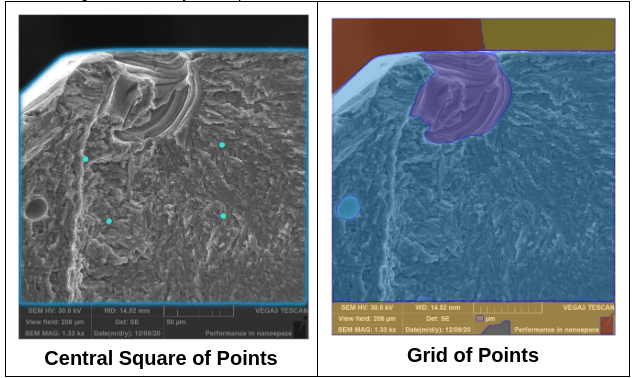 SEM HV: 30.0 kV WD: 14.52 mm VEGA3 TESCAN
View field: 208 µm Det: SE 50 µm
SEM MAG: 1.33 kx Date(m/d/y): 12/09/20 Performance in nanospace
Central Square of Points
SEM HV: 30.0 kV WD: 14.52 mm VEGA3 TESCAN
View field: 208 µm Det: SE 50 µm
SEM MAG: 1.33 kx Date(m/d/y): 12/09/20 Performance in nanospace
Grid of Points